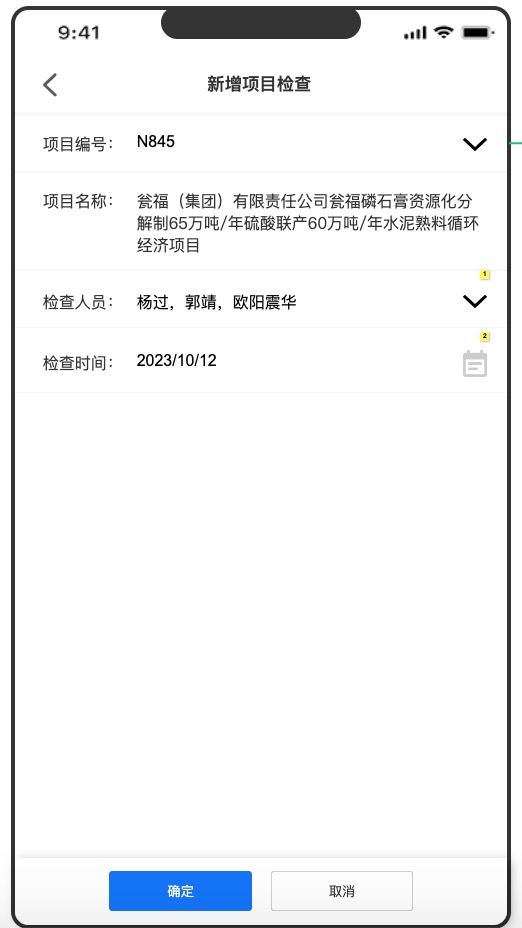 9:41
新增项目检查
项目编号： N845
项目名称： 瓮福（集团）有限责任公司瓮福磷石膏资源化分
解制65万吨/年硫酸联产60万吨/年水泥熟料循环
经济项目
1
检查人员： 杨过，郭靖，欧阳震华
2
检查时间： 2023/10/12
确定 取消